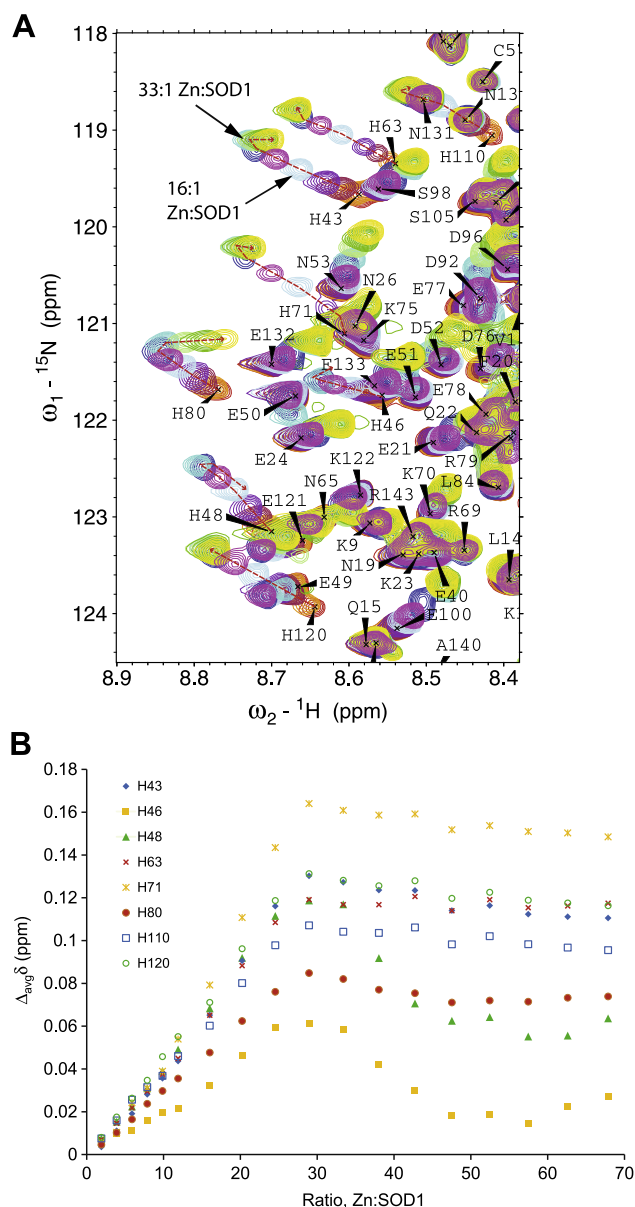 A
118
119
120
121
122
123
124
8.9
8.8
8.7
8.6
8.5
8.4
ω1 - 15N (ppm)
ω2 - 1H (ppm)
33:1 Zn:SOD1
16:1
Zn:SOD1
C5
N13
N131
H110
H63
S98
H43
S105
D96
N53
N26
D92
E77
H71
K75
E132
D52
D76
V1
F20
E51
E133
H80
E50
H46
E78
Q22
E24
E21
R79
K122
K70
L84
N65
R143
E121
R69
H48
K9
L14
N19
K23
E49
E40
K
H120
Q15
E100
A140
B
0.18
0.16
0.14
0.12
0.1
0.08
0.06
0.04
0.02
0
Δavgδ (ppm)
H43
H46
H48
H63
H71
H80
H110
H120
0 10 20 30 40 50 60 70
Ratio, Zn:SOD1